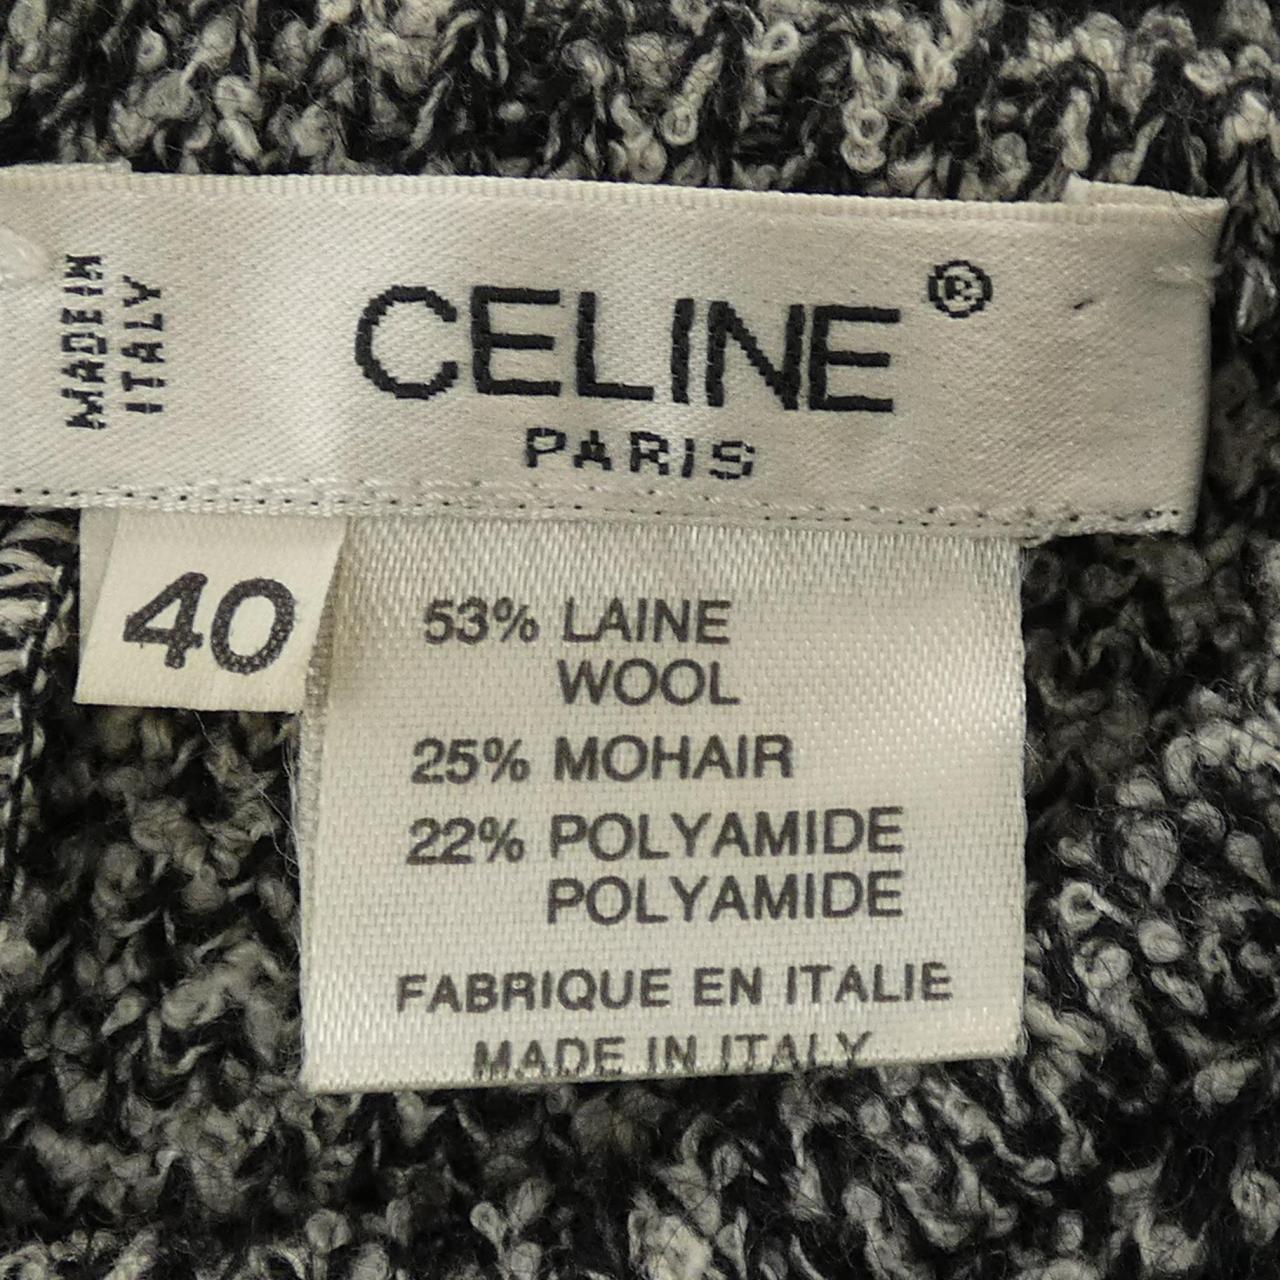 MADE IN
ITALY
CELINE®
PARIS
40
53% LAINE
WOOL
25% MOHAIR
22% POLYAMIDE
POLYAMIDE
FABRIQUE EN ITALIE
MADE IN ITALY